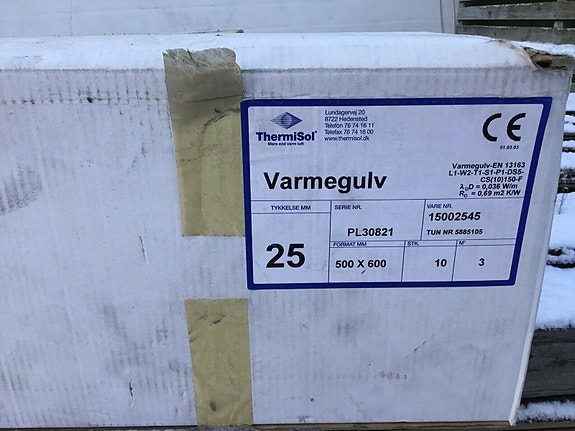 ThermiSol®
Mere end varm luft
Lundagervej 20
8722 Hedensted
Telefon 76 74 16 11
Telefax 76 74 16 00
www.thermisol.dk
CE
01.03.03
Varmegulv
Varmegulv-EN 13163
L1-W2-T1-S1-P1-DS5-
CS(10)150-F
λD = 0,036 W/m
RD = 0,69 m2 K/W
TYKKELSE MM
25
SERIE NR.
PL30821
VARE NR.
15002545
TUN NR 5885105
FORMAT MM
500 X 600
STK.
10
M²
3